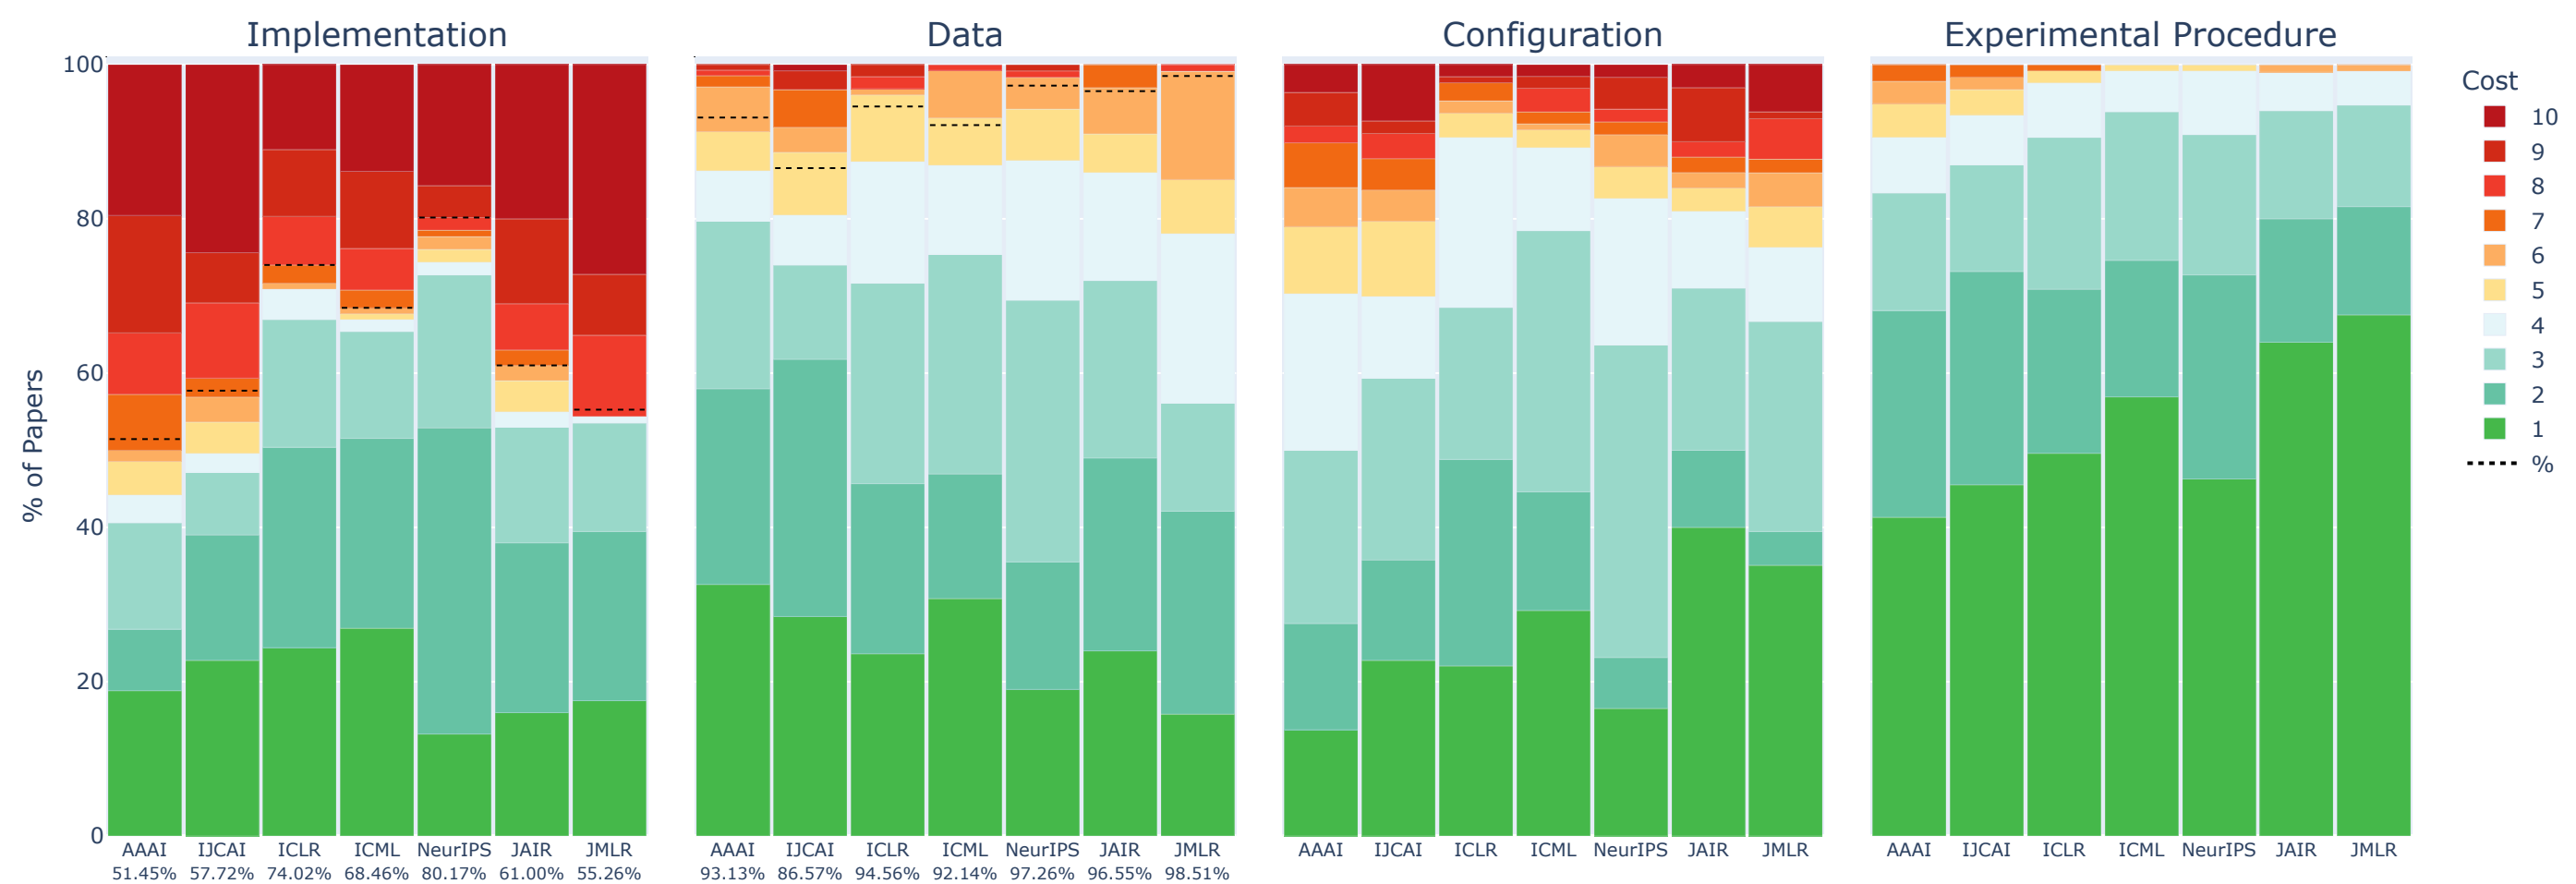 Implementation Data Configuration Experimental Procedure
% of Papers
100
80
60
40
20
0
AAAI IJCAI ICLR ICML NeurIPS JAIR JMLR
51.45% 57.72% 74.02% 68.46% 80.17% 61.00% 55.26%
AAAI IJCAI ICLR ICML NeurIPS JAIR JMLR
93.13% 86.57% 94.56% 92.14% 97.26% 96.55% 98.51%
AAAI IJCAI ICLR ICML NeurIPS JAIR JMLR
AAAI IJCAI ICLR ICML NeurIPS JAIR JMLR
Cost
10
9
8
7
6
5
4
3
2
1
%